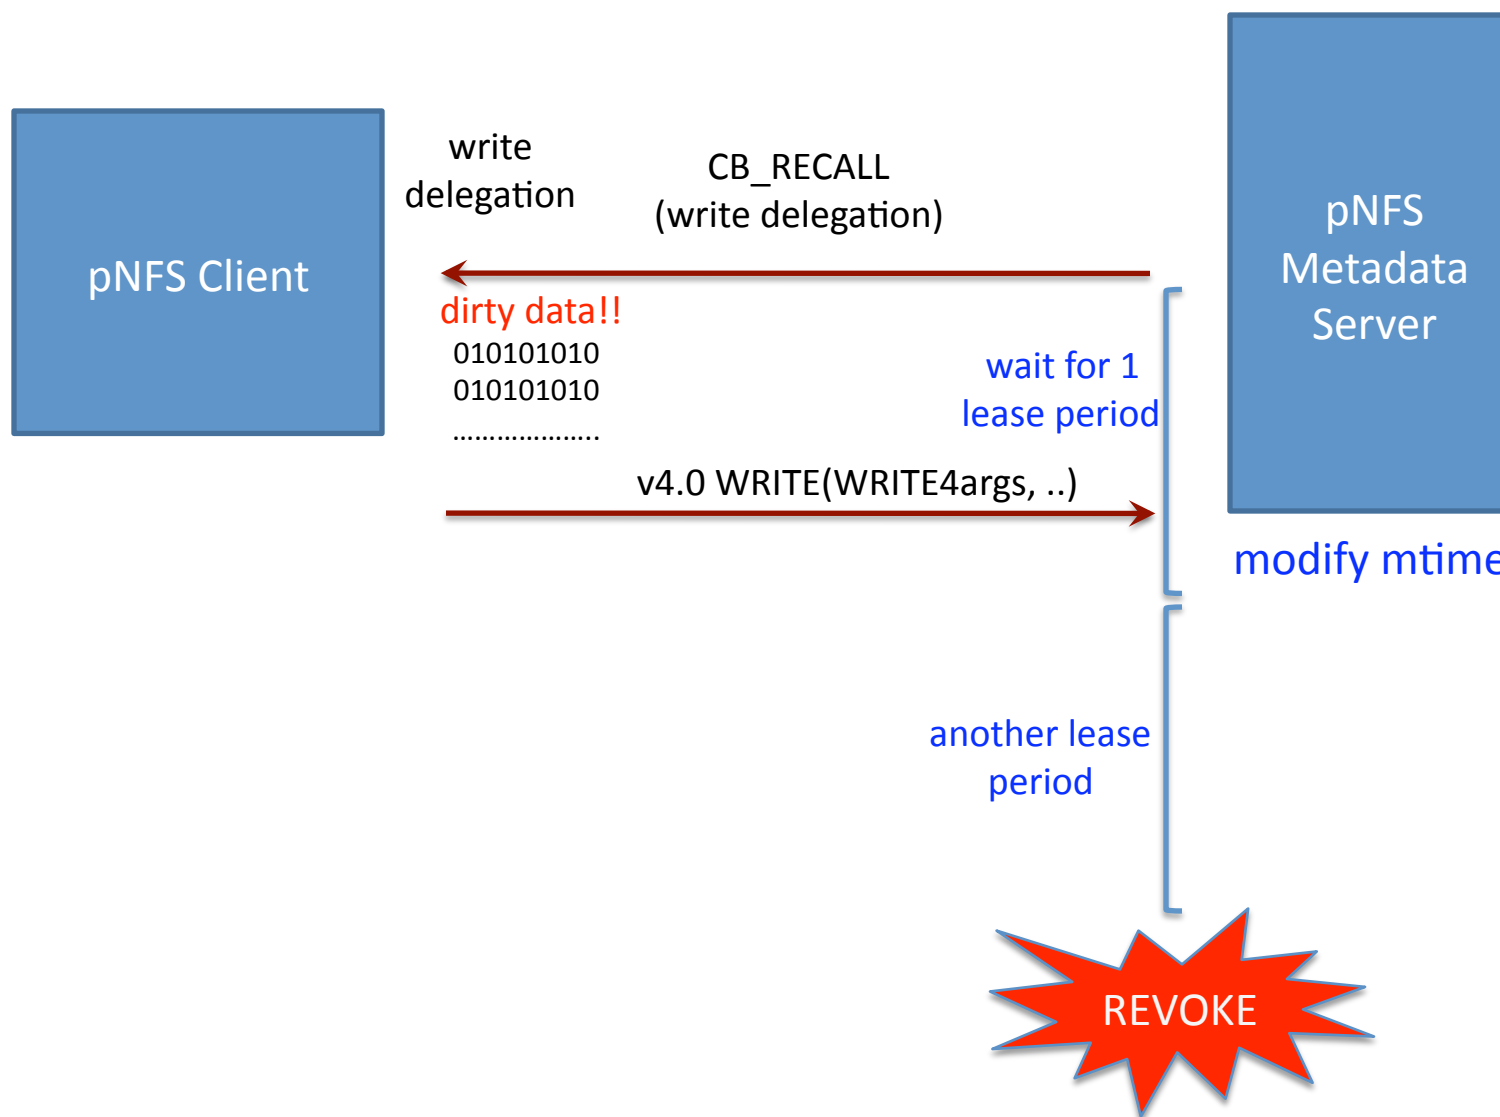 pNFS Client
write
delegation
CB_RECALL
(write delegation)
pNFS
Metadata
Server
dirty data!!
010101010
010101010
………………..
wait for 1
lease period
v4.0 WRITE(WRITE4args, ..)
modify mtime
another lease
period
REVOKE